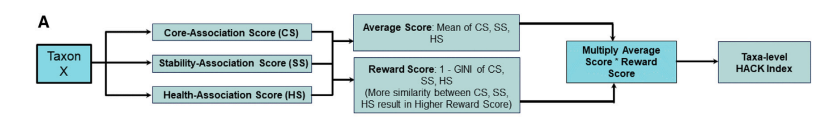 A
Taxon
X
Core-Association Score (CS)
Stability-Association Score (SS)
Health-Association Score (HS)
Average Score: Mean of CS, SS,
HS
Reward Score: 1 - GINI of CS,
SS, HS
(More similarity between CS, SS,
HS result in Higher Reward Score)
Multiply Average
Score * Reward
Score
Taxa-level
HACK Index